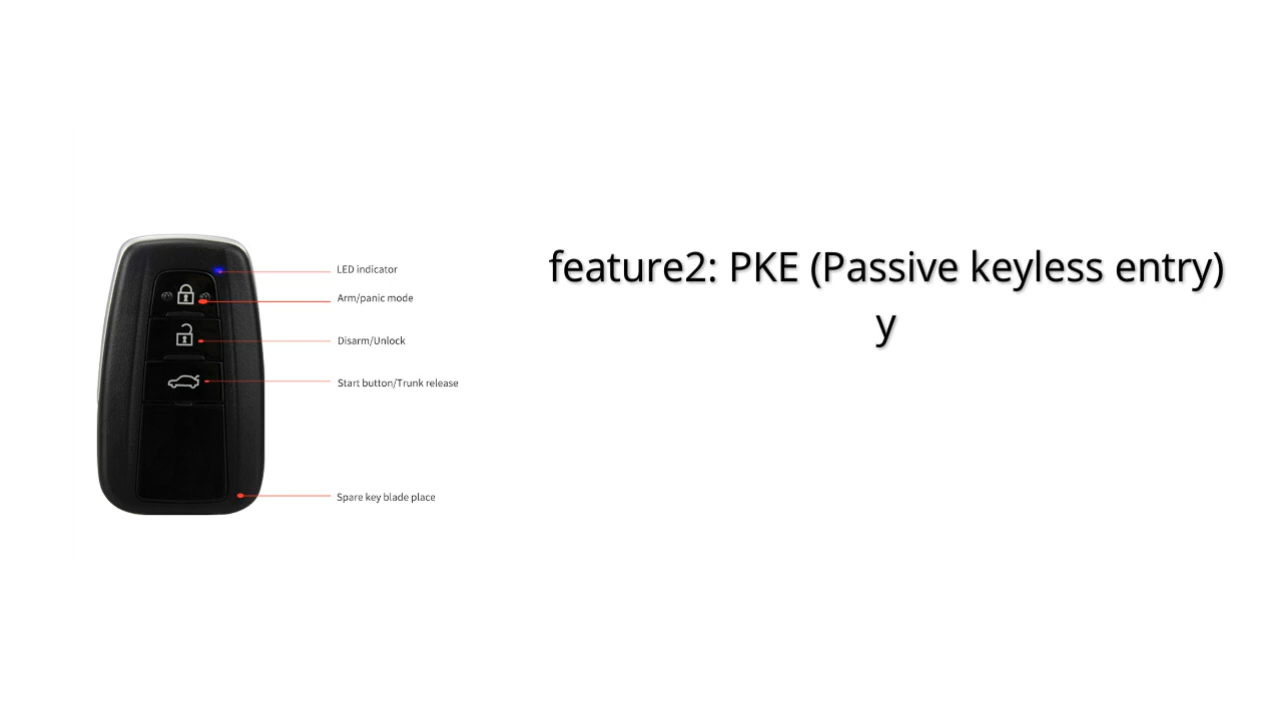 LED indicator
Arm/panic mode
Disarm/Unlock
Start button/Trunk release
Spare key blade place
feature2: PKE (Passive keyless entry)
y